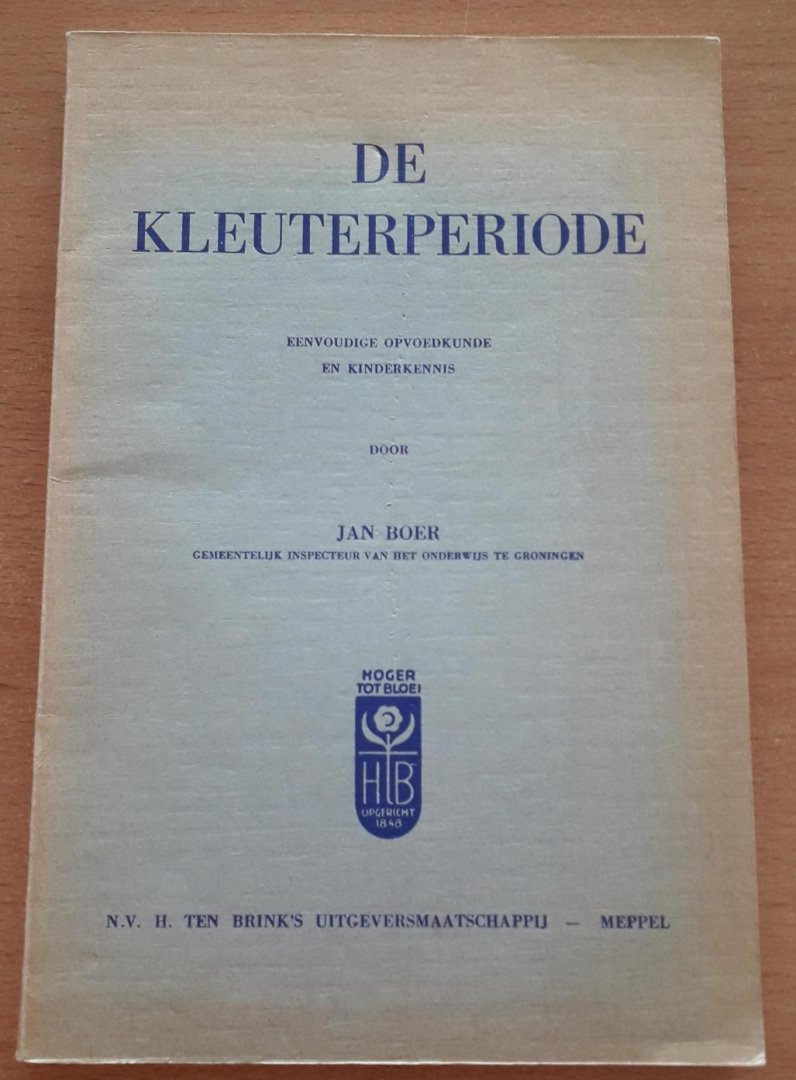 DE
KLEUTERPERIODE
EENVOUDIGE OPVOEDKUNDE
EN KINDERKENNIS
DOOR
JAN BOER
GEMEENTELIJK INSPECTEUR VAN HET ONDERWIJS TE GRONINGEN
HOGER
TOT BLOEI
HTB
OPGERICHT
1848
N.V. H. TEN BRINK'S UITGEVERSMAATSCHAPPIJ — MEPPEL